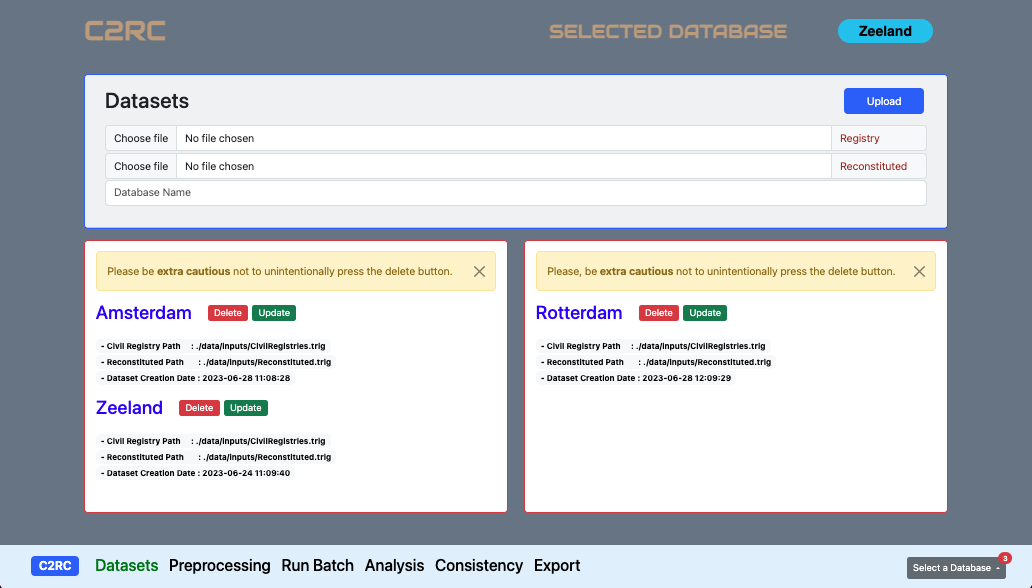 C2RC SELECTED DATABASE Zeeland
Datasets Upload
Choose file No file chosen Registry
Choose file No file chosen Reconstituted
Database Name
Please be extra cautious not to unintentionally press the delete button.
Amsterdam Delete Update
- Civil Registry Path : ./data/inputs/CivilRegistries.trig
- Reconstituted Path : ./data/inputs/Reconstituted.trig
- Dataset Creation Date : 2023-06-28 11:08:28
Zeeland Delete Update
- Civil Registry Path : ./data/inputs/CivilRegistries.trig
- Reconstituted Path : ./data/inputs/Reconstituted.trig
- Dataset Creation Date : 2023-06-24 11:09:40
Please, be extra cautious not to unintentionally press the delete button.
Rotterdam Delete Update
- Civil Registry Path : ./data/inputs/CivilRegistries.trig
- Reconstituted Path : ./data/inputs/Reconstituted.trig
- Dataset Creation Date : 2023-06-28 12:09:29
C2RC Datasets Preprocessing Run Batch Analysis Consistency Export Select a Database 3